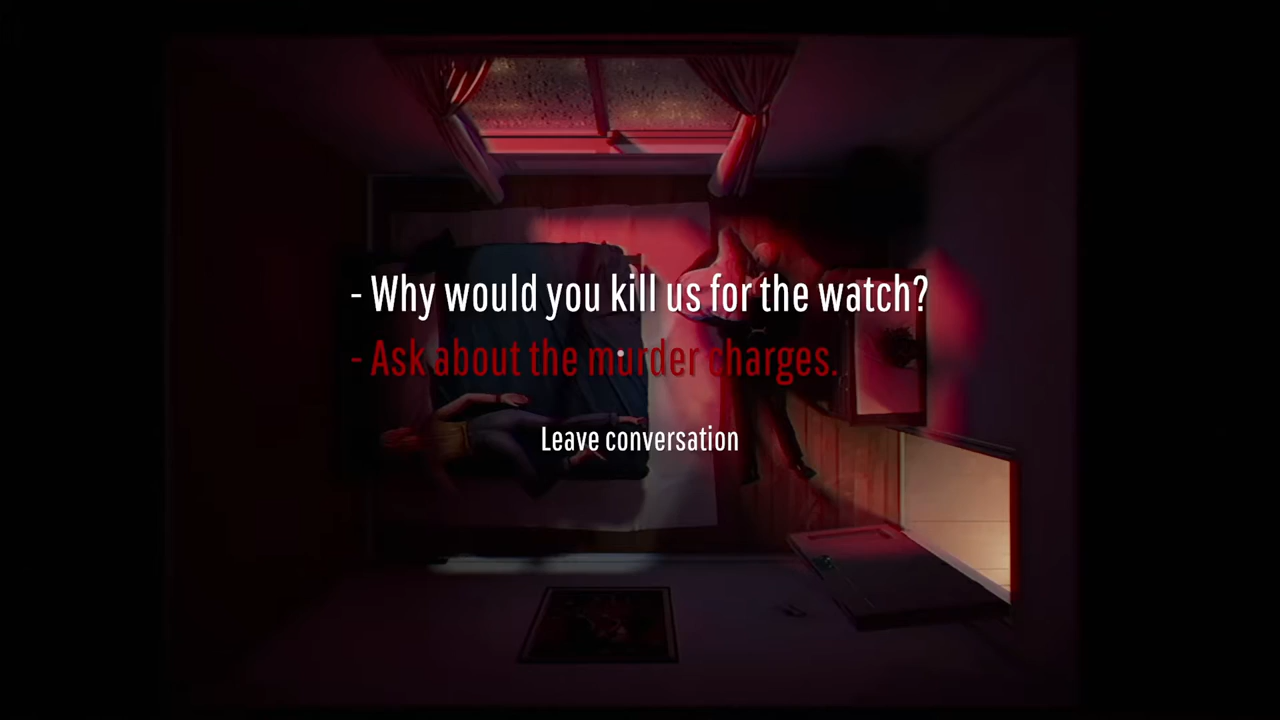 - Why would you kill us for the watch?
- Ask about the murder charges.
Leave conversation